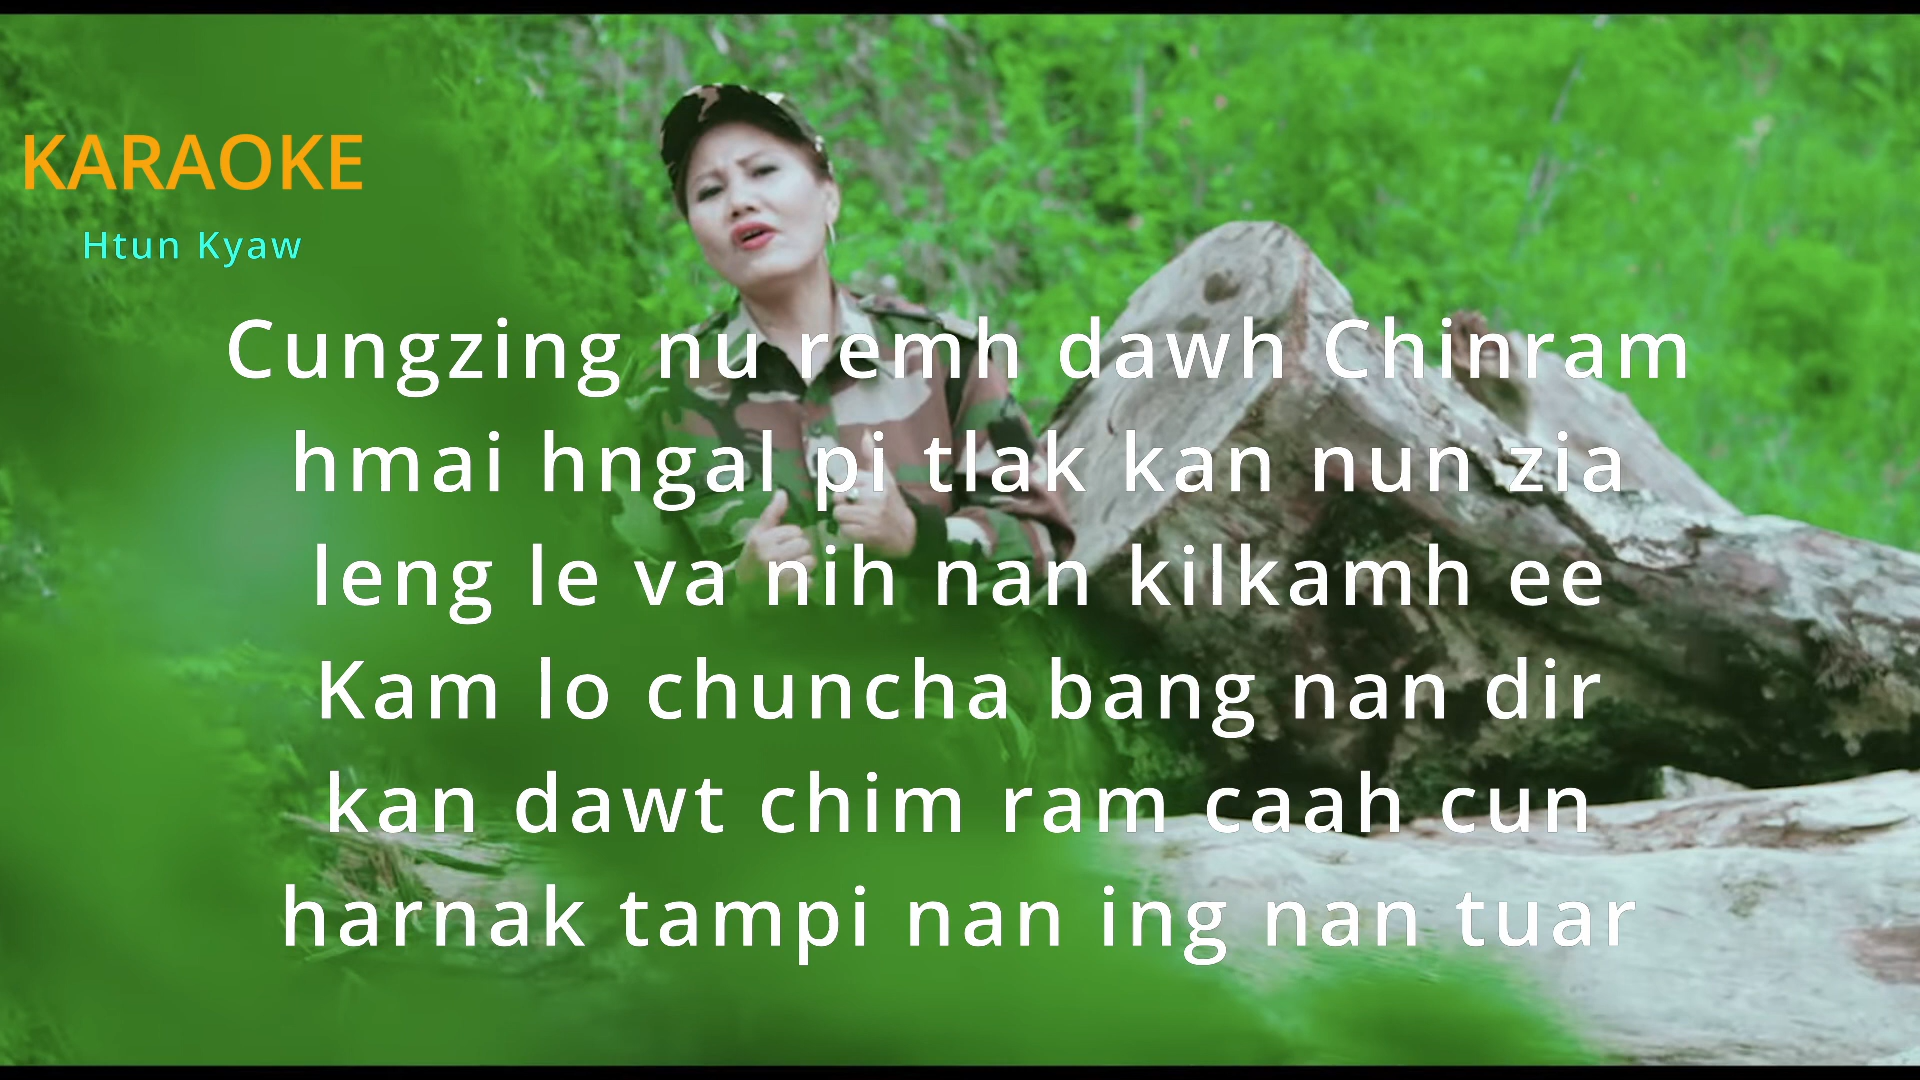 KARAOKE
Htun Kyaw
Cungzing nu remh dawh Chinram
hmai hngal pi tlak kan nun zia
leng le va nih nan kilkamh ee
Kam lo chuncha bang nan dir
kan dawt chim ram caah cun
harnak tampi nan ing nan tuar